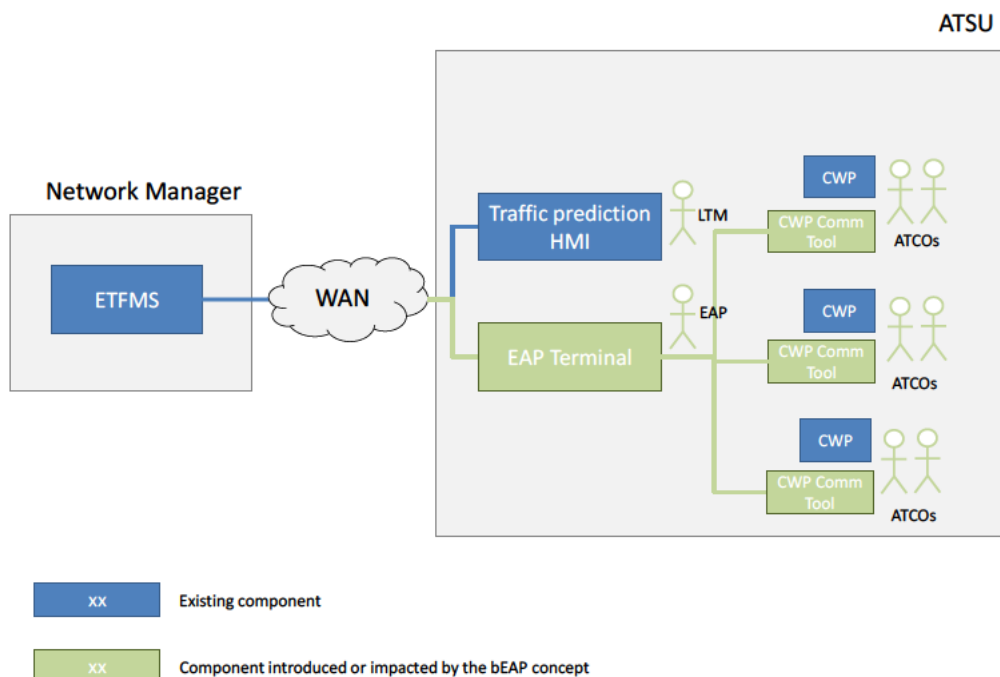 ATSU
Network Manager
ETFMS
WAN
Traffic prediction
HMI
LTM
EAP Terminal
EAP
CWP
CWP Comm
Tool
ATCOs
CWP
CWP Comm
Tool
ATCOs
CWP
CWP Comm
Tool
ATCOs
xx
Existing component
xx
Component introduced or impacted by the bEAP concept